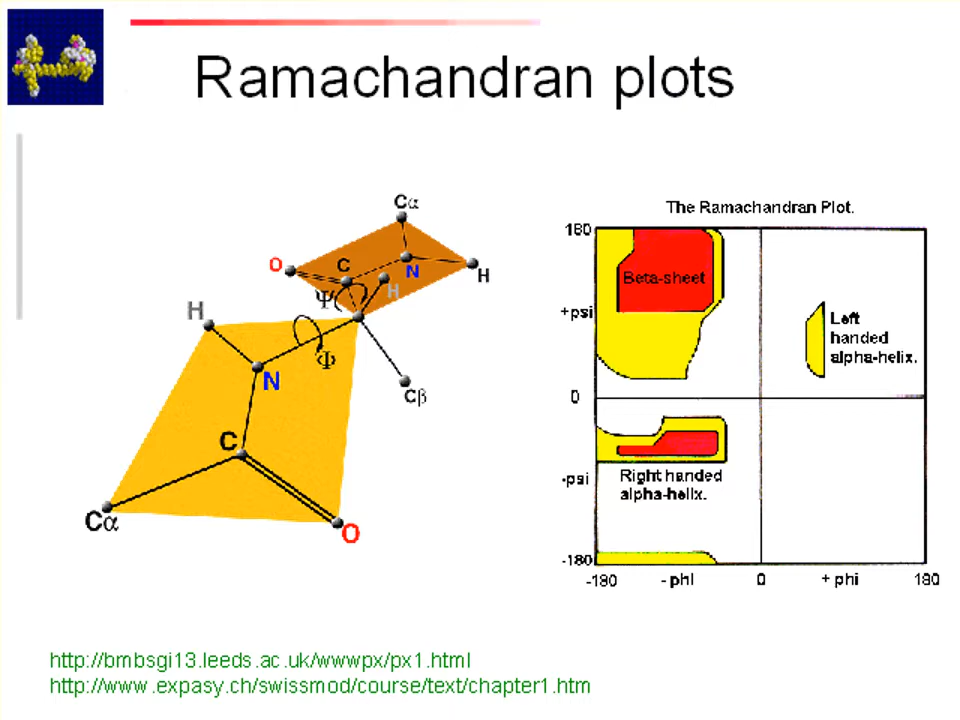 Ramachandran plots
Cα
O
C
N
H
H
Ψ
H
Φ
N
Cβ
C
Cα
O
The Ramachandran Plot.
180
Beta-sheet
+psi
Left
handed
alpha-helix.
0
-psi
Right handed
alpha-helix.
-180
-180 - phi 0 + phi 180
http://bmbsgi13.leeds.ac.uk/wwwpx/px1.html
http://www.expasy.ch/swissmod/course/text/chapter1.htm